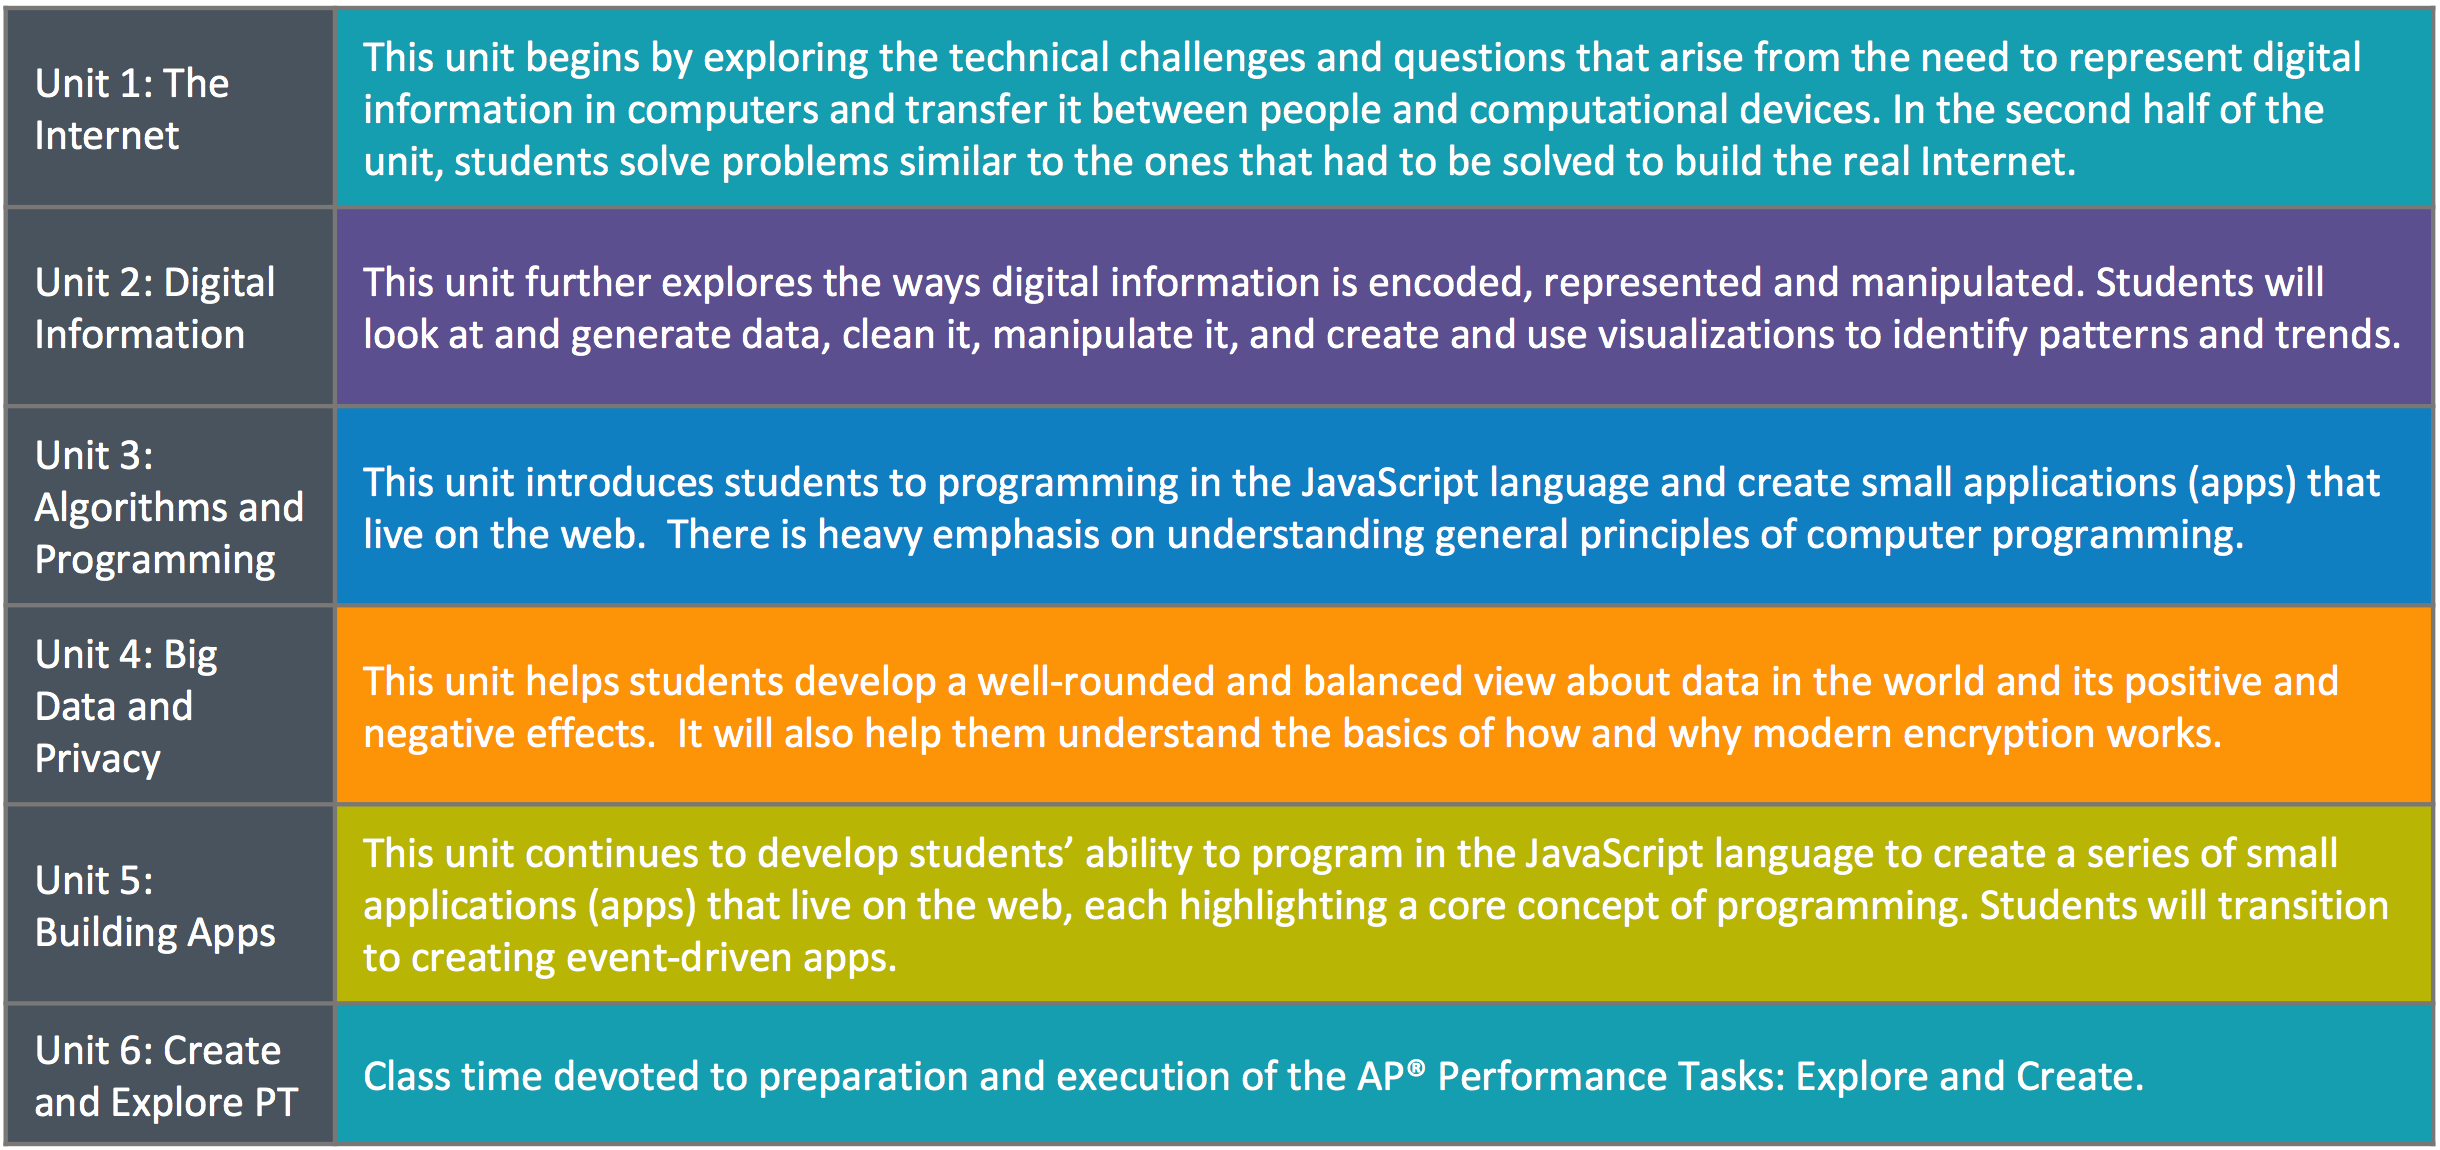 Unit 1: The
Internet
This unit begins by exploring the technical challenges and questions that arise from the need to represent digital
information in computers and transfer it between people and computational devices. In the second half of the
unit, students solve problems similar to the ones that had to be solved to build the real Internet.
Unit 2: Digital
Information
This unit further explores the ways digital information is encoded, represented and manipulated. Students will
look at and generate data, clean it, manipulate it, and create and use visualizations to identify patterns and trends.
Unit 3:
Algorithms and
Programming
This unit introduces students to programming in the JavaScript language and create small applications (apps) that
live on the web.  There is heavy emphasis on understanding general principles of computer programming.
Unit 4: Big
Data and
Privacy
This unit helps students develop a well-rounded and balanced view about data in the world and its positive and
negative effects.  It will also help them understand the basics of how and why modern encryption works.
Unit 5:
Building Apps
This unit continues to develop students’ ability to program in the JavaScript language to create a series of small
applications (apps) that live on the web, each highlighting a core concept of programming. Students will transition
to creating event-driven apps.
Unit 6: Create
and Explore PT
Class time devoted to preparation and execution of the AP® Performance Tasks: Explore and Create.